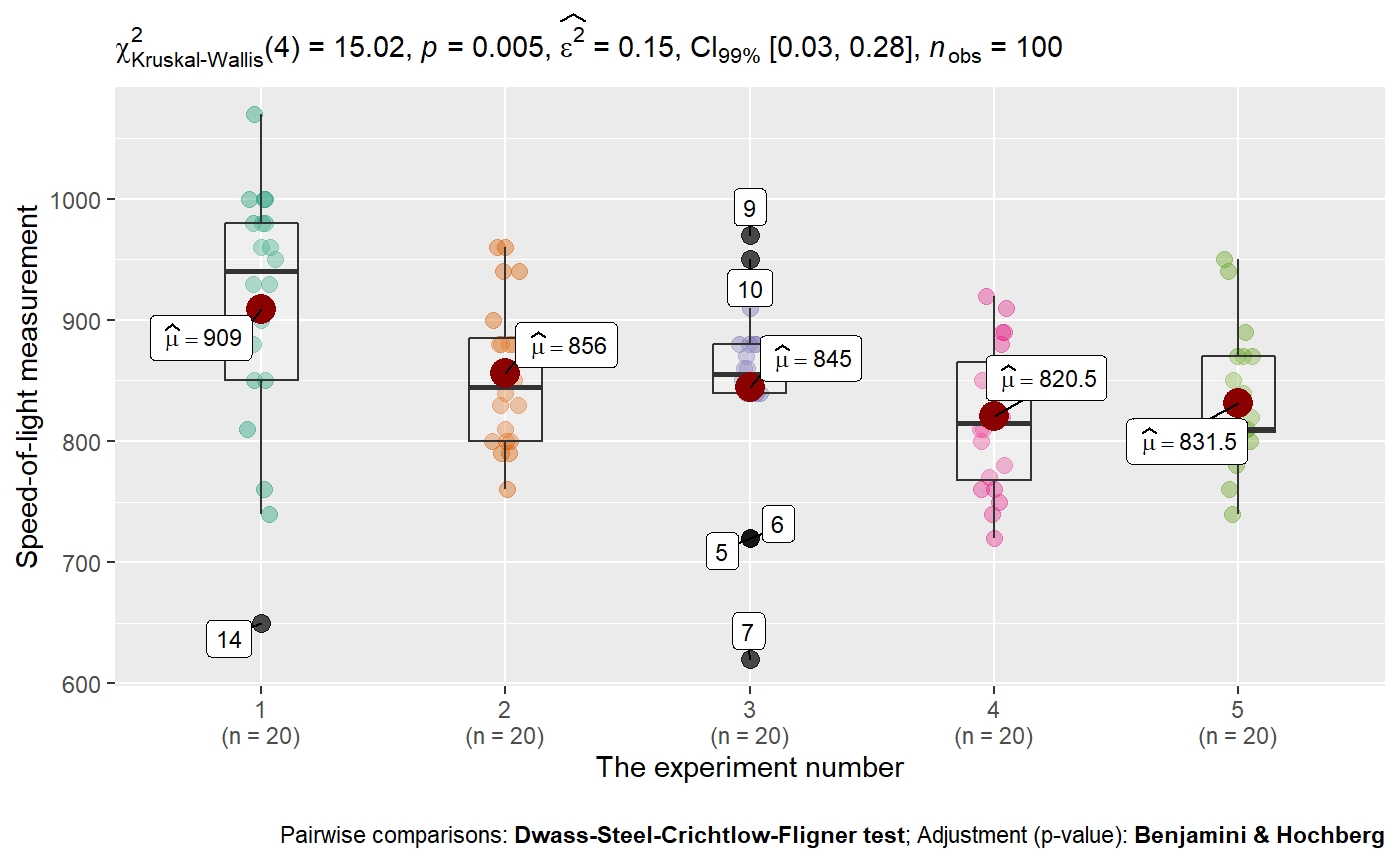 χ²Kruskal-Wallis(4) = 15.02, p = 0.005, ε̂² = 0.15, CI99% [0.03, 0.28], nobs = 100
Speed-of-light measurement
1000
900
800
700
600
μ̂ = 909
14
μ̂ = 856
9
10
μ̂ = 845
6
5
7
μ̂ = 820.5
μ̂ = 831.5
1 2 3 4 5
(n = 20) (n = 20) (n = 20) (n = 20) (n = 20)
The experiment number
Pairwise comparisons: Dwass-Steel-Crichtlow-Fligner test; Adjustment (p-value): Benjamini & Hochberg